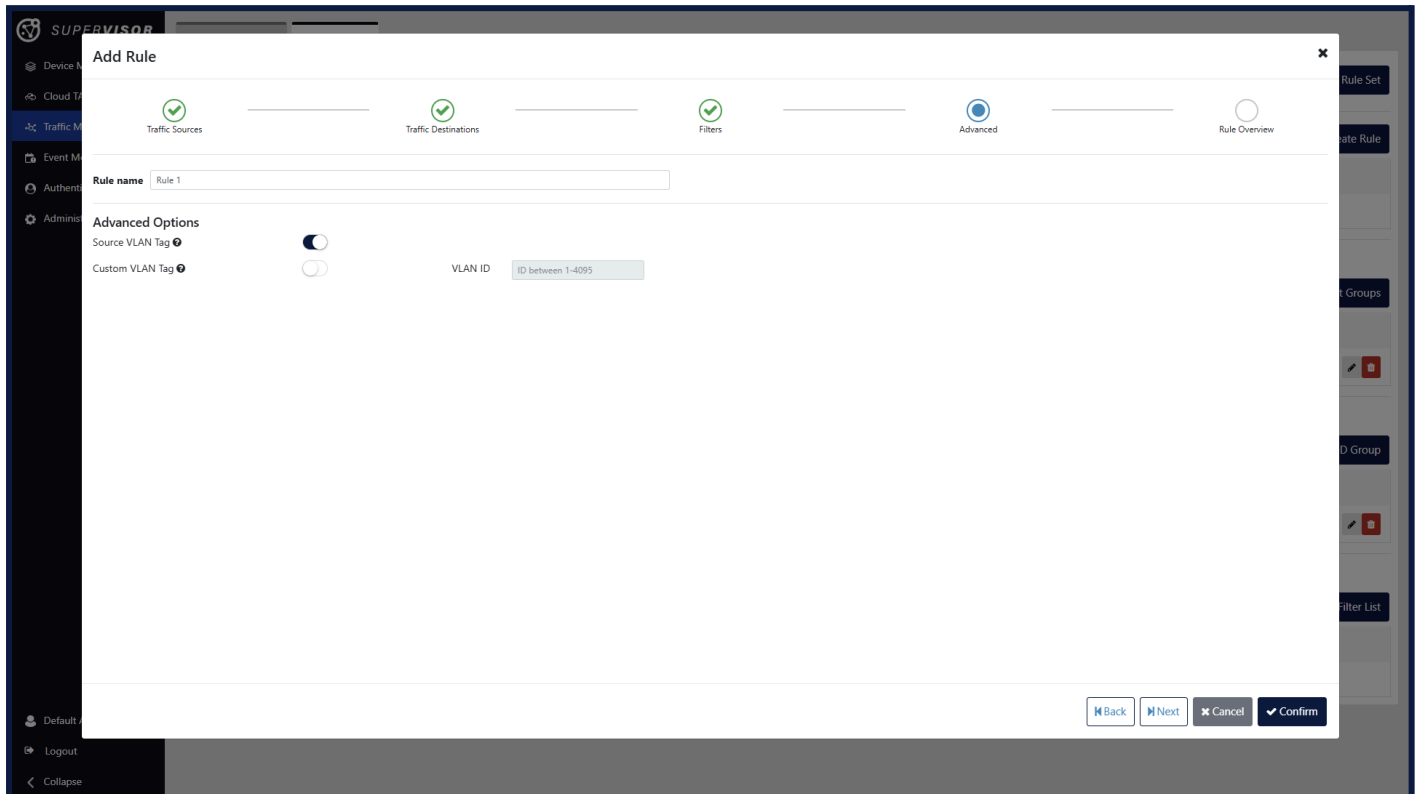 SUPERVISOR
Add Rule
Device M
Rule Set
Cloud TA
Traffic Sources
Traffic Destinations
Filters
Advanced
Rule Overview
Traffic M
eate Rule
Event M
Rule name Rule 1
Authenti
Adminis
Advanced Options
Source VLAN Tag
Custom VLAN Tag
VLAN ID
ID between 1-4095
t Groups
D Group
Filter List
Back
Next
Cancel
Confirm
Default A
Logout
Collapse